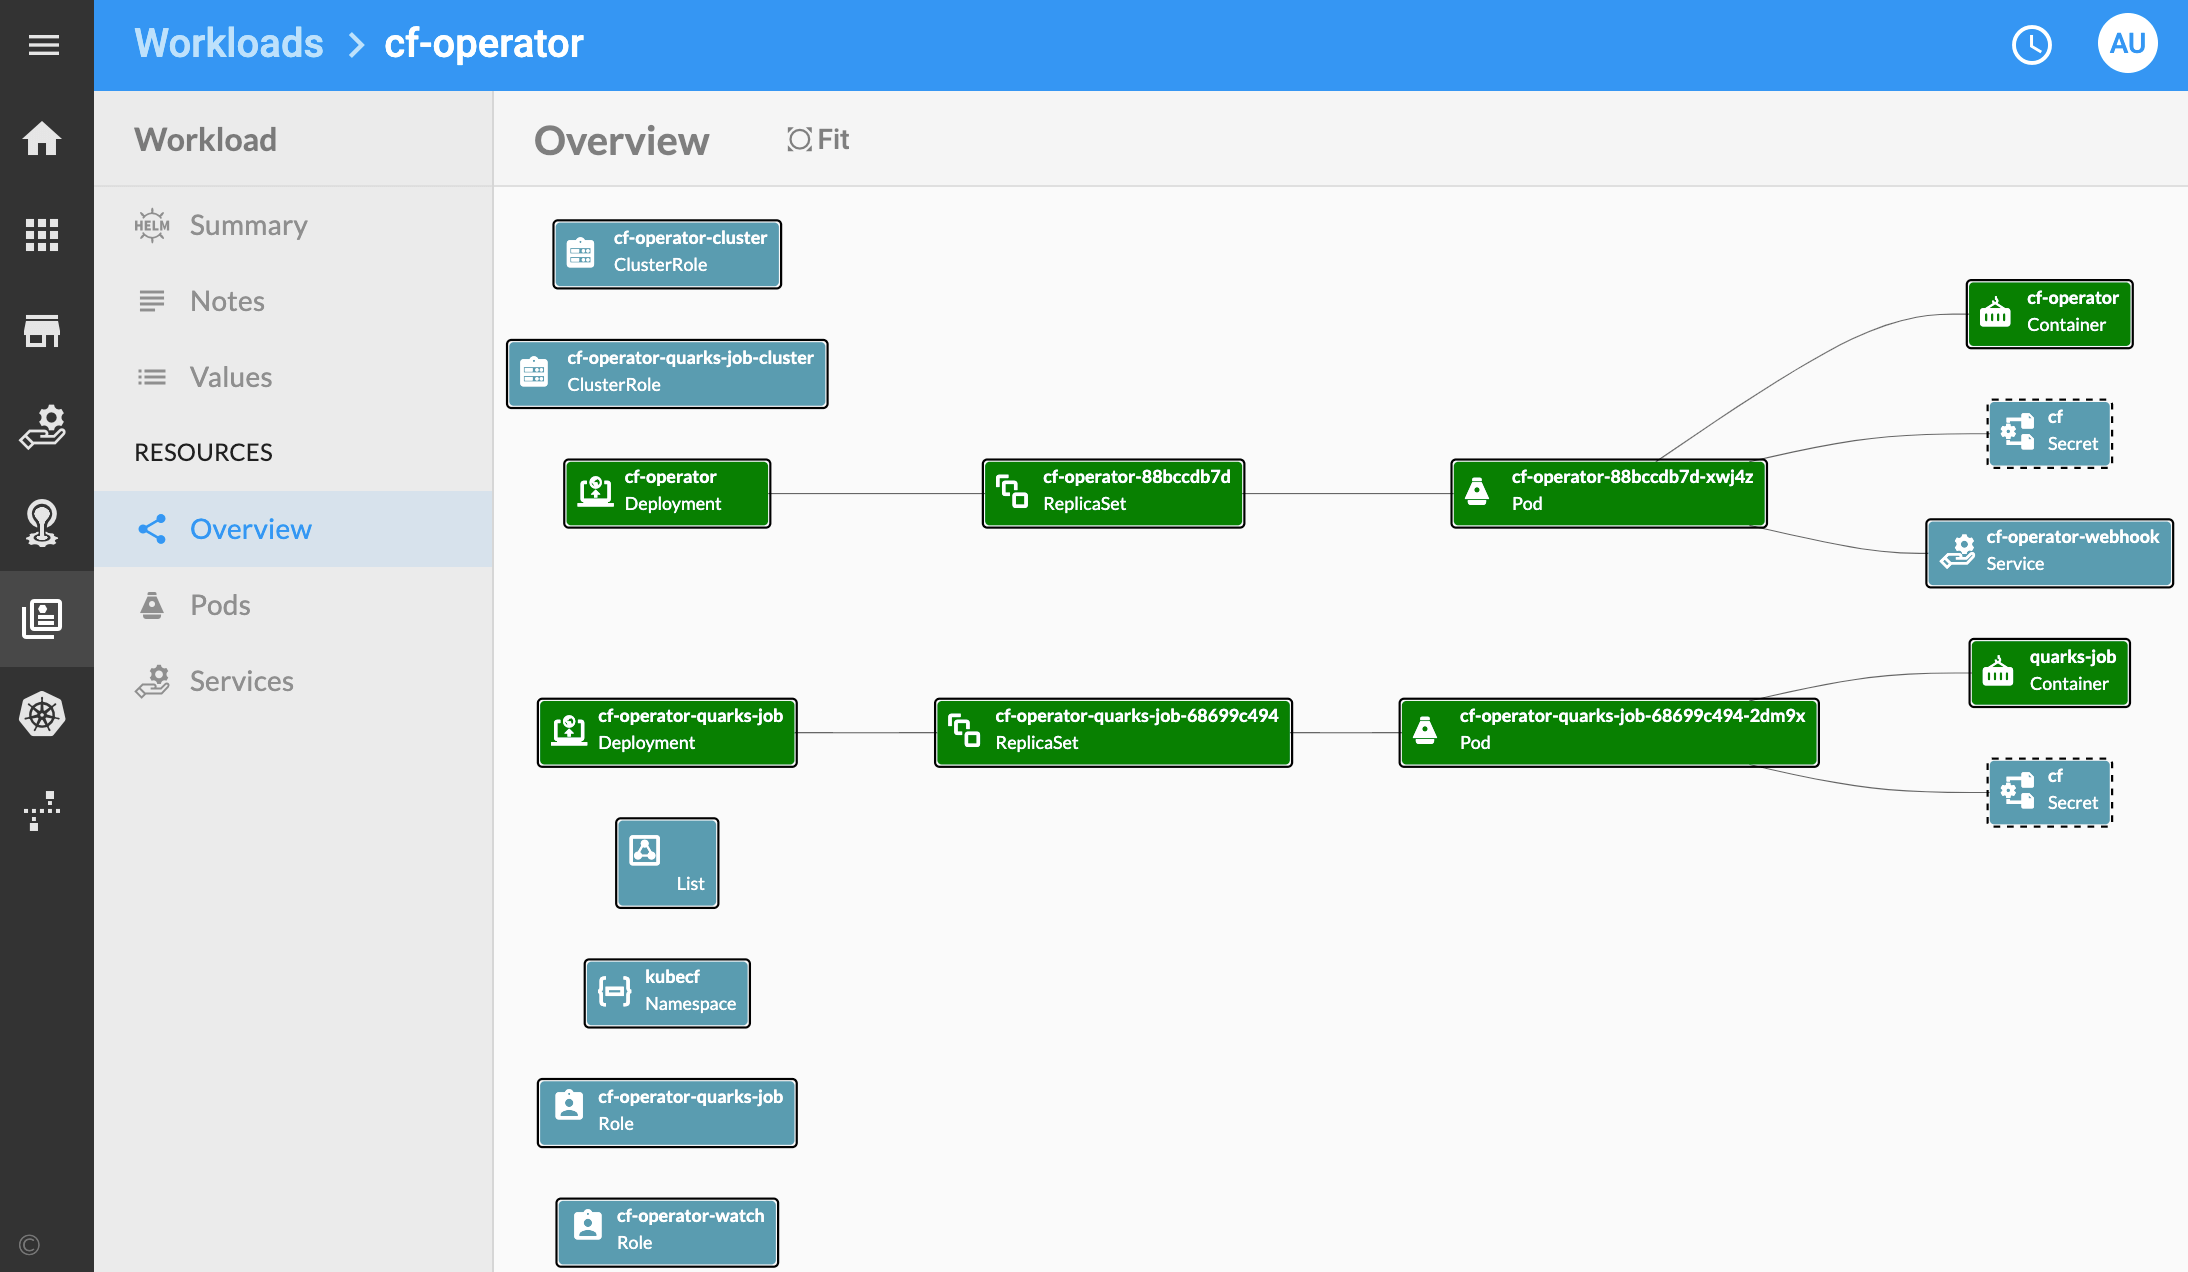 Workloads > cf-operator
AU
Workload
Overview
Fit
HELM Summary
Notes
Values
RESOURCES
Overview
Pods
Services
cf-operator-cluster
ClusterRole
cf-operator-quarks-job-cluster
ClusterRole
cf-operator
Deployment
cf-operator-88bccdb7d
ReplicaSet
cf-operator-88bccdb7d-xwj4z
Pod
cf-operator
Container
cf
Secret
cf-operator-webhook
Service
cf-operator-quarks-job
Deployment
cf-operator-quarks-job-68699c494
ReplicaSet
cf-operator-quarks-job-68699c494-2dm9x
Pod
quarks-job
Container
cf
Secret
List
kubecf
Namespace
cf-operator-quarks-job
Role
cf-operator-watch
Role
©